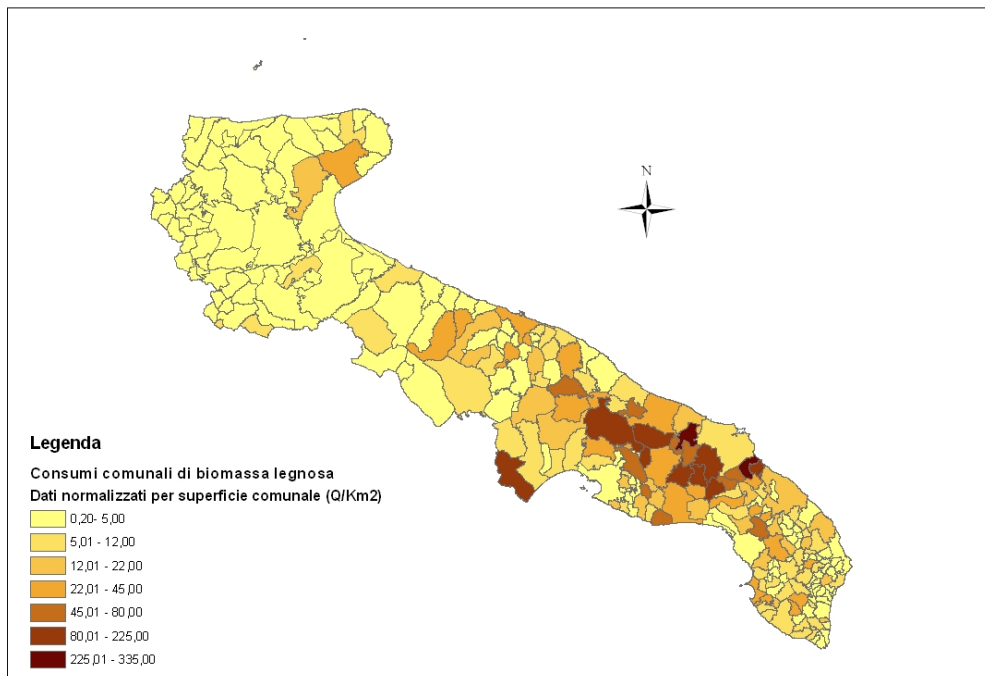 N
Legenda
Consumi comunali di biomassa legnosa
Dati normalizzati per superficie comunale (Q/Km2)
0,20- 5,00
5,01 - 12,00
12,01 - 22,00
22,01 - 45,00
45,01 - 80,00
80,01 - 225,00
225,01 - 335,00